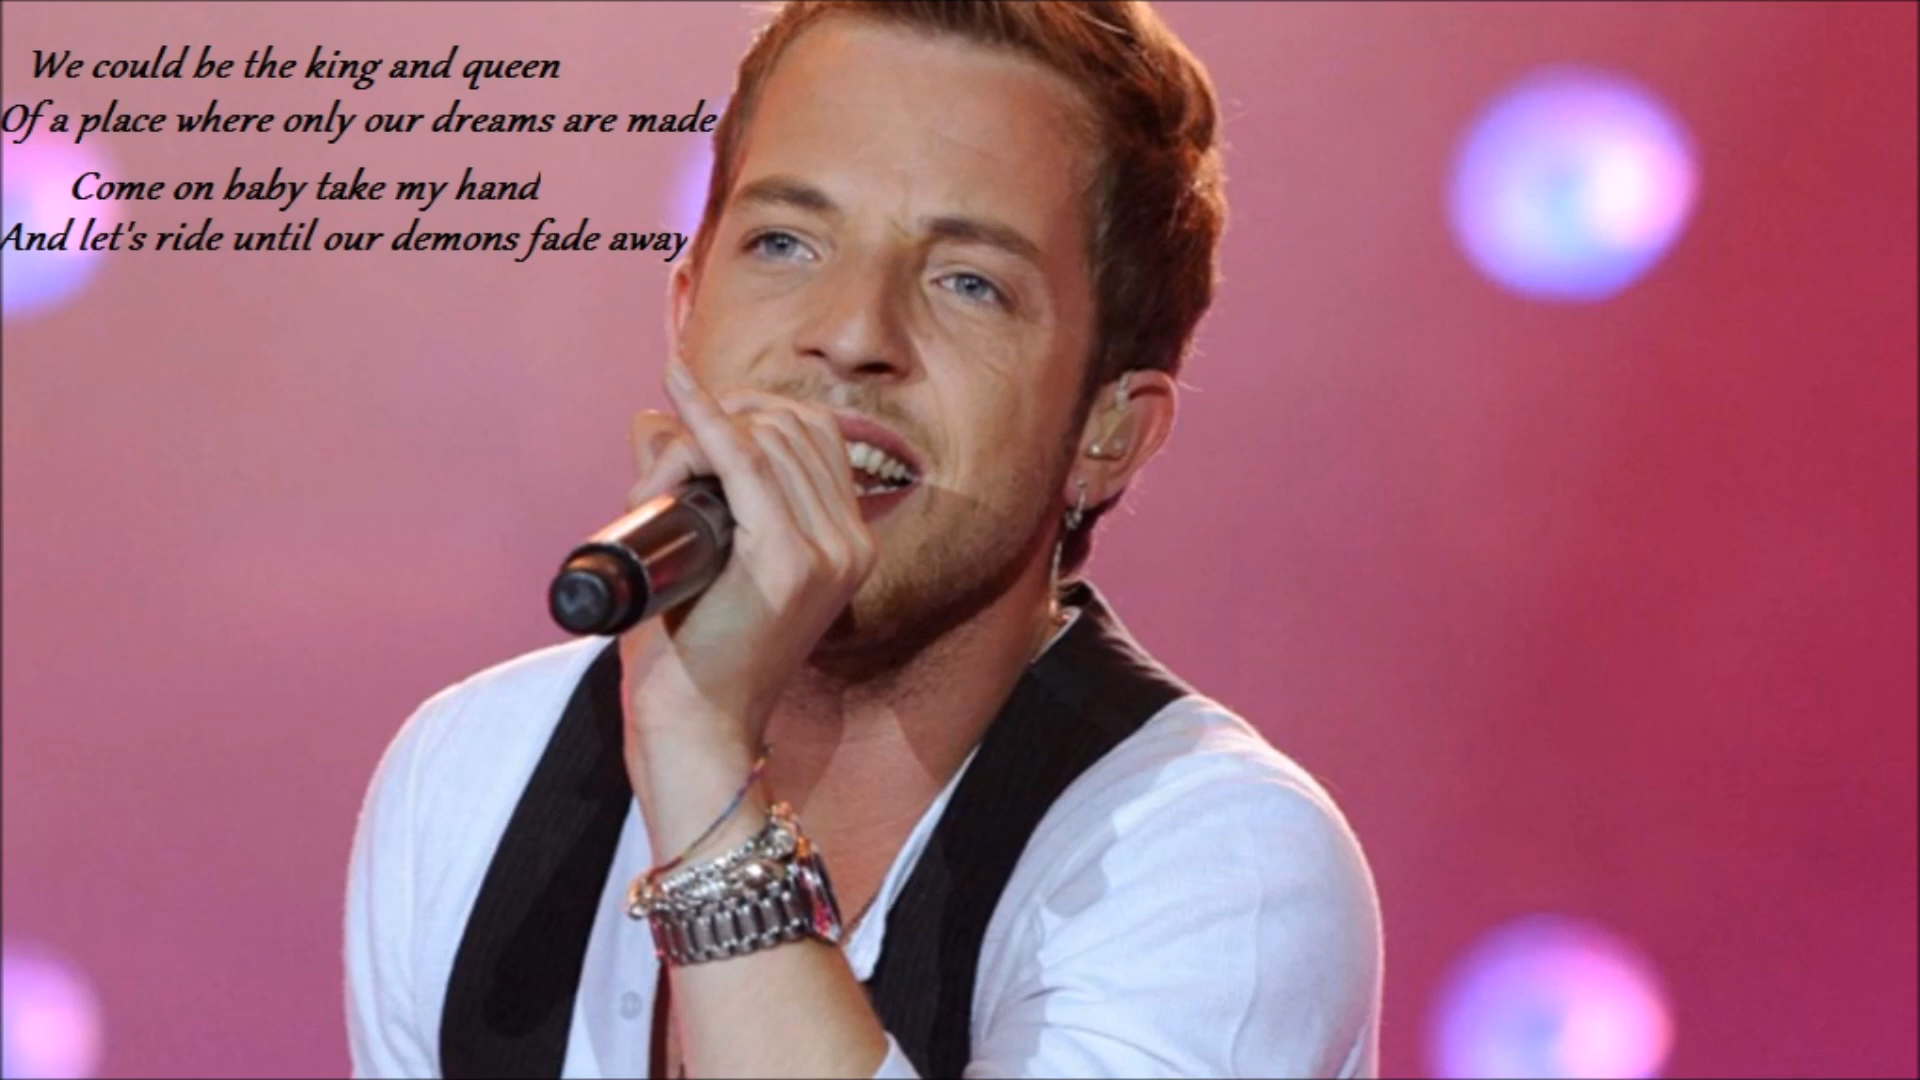 We could be the king and queen
Of a place where only our dreams are made
Come on baby take my hand
And let's ride until our demons fade away